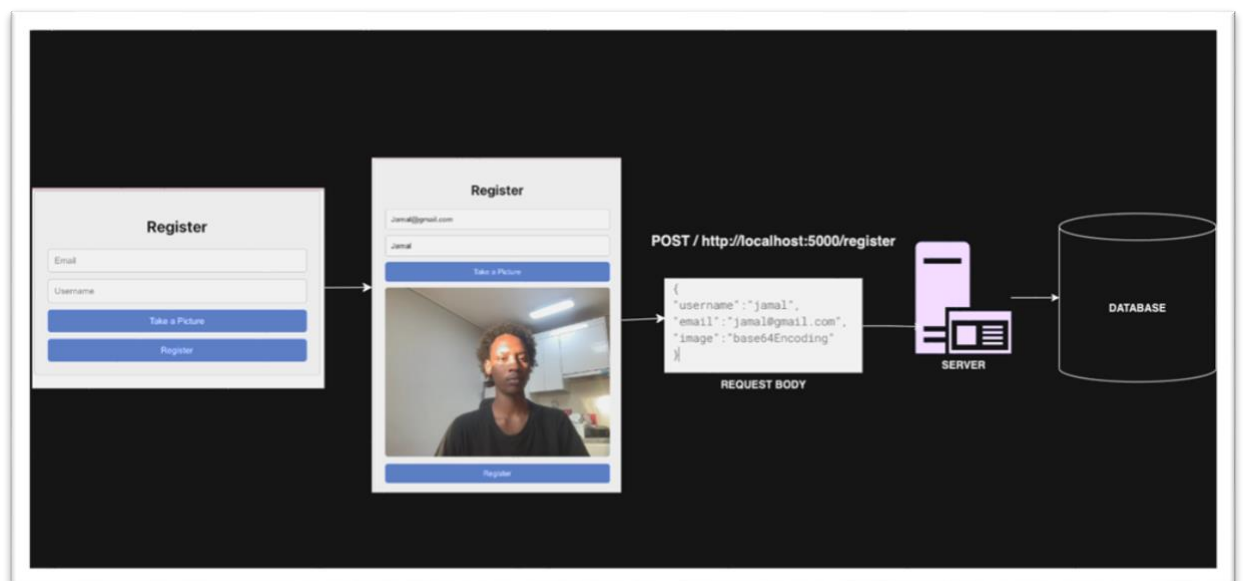 Register
Email
Username
Take a Picture
Register
Register
Jamal@gmail.com
Jamal
Take a Picture
Register
POST / http://localhost:5000/register
{
"username":"jamal",
"email":"jamal@gmail.com",
"image":"base64Encoding"
}
REQUEST BODY
SERVER
DATABASE